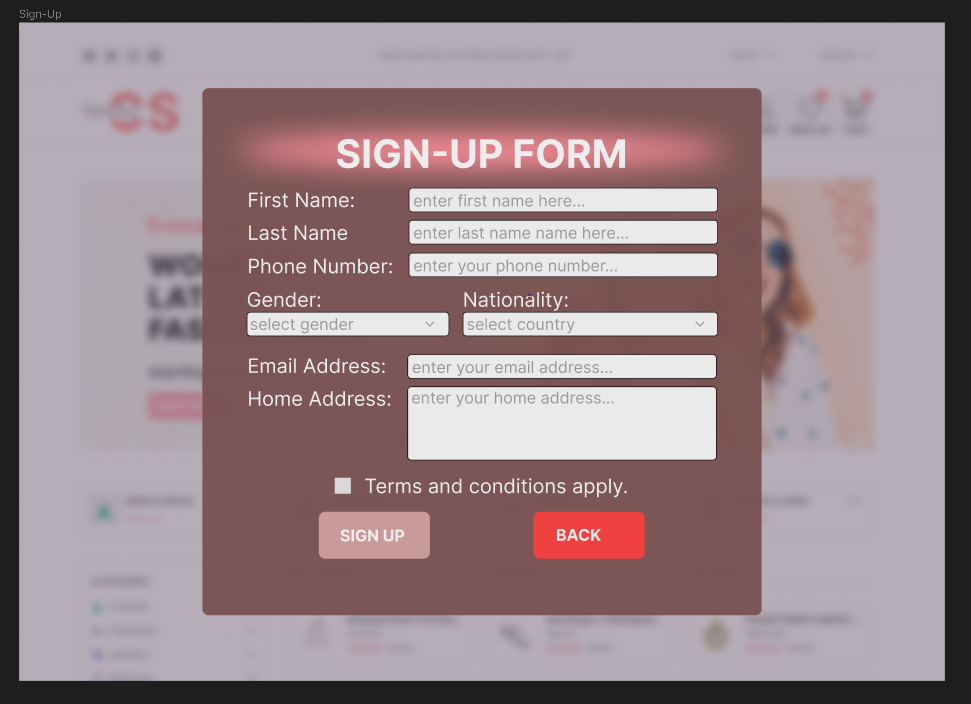 Sign-Up
CS
SIGN-UP FORM
First Name:
enter first name here...
Last Name
enter last name name here...
Phone Number:
enter your phone number...
Gender:
Nationality:
select gender
select country
Email Address:
enter your email address...
Home Address:
enter your home address...
Terms and conditions apply.
SIGN UP
BACK